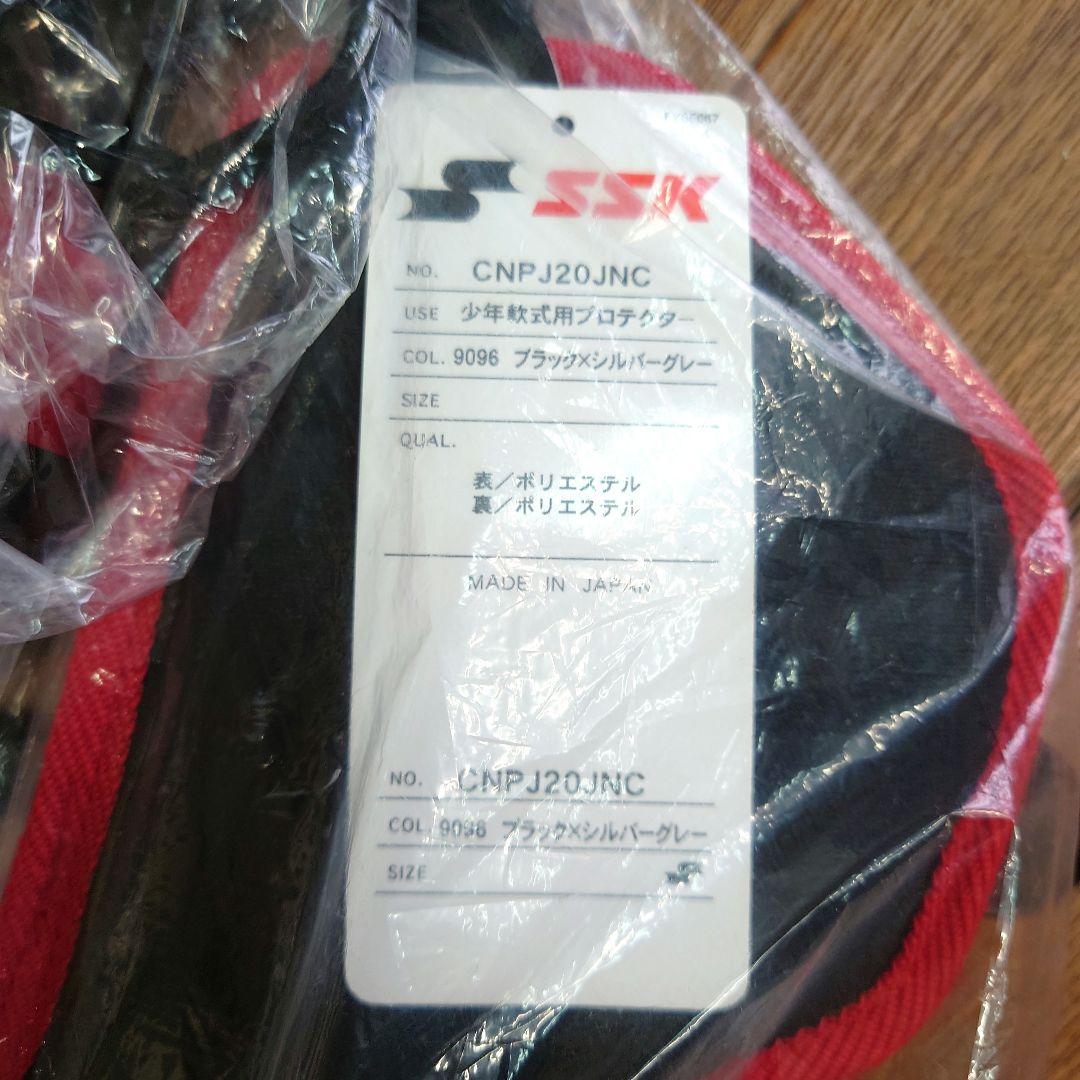 SSK
NO. CNPJ20JNC
USE 少年軟式用プロテクター
COL. 9096 ブラック×シルバーグレー
SIZE
QUAL.
表／ポリエステル
裏／ポリエステル
MADE IN JAPAN
NO. CNPJ20JNC
COL. 9096 ブラック×シルバーグレー
SIZE